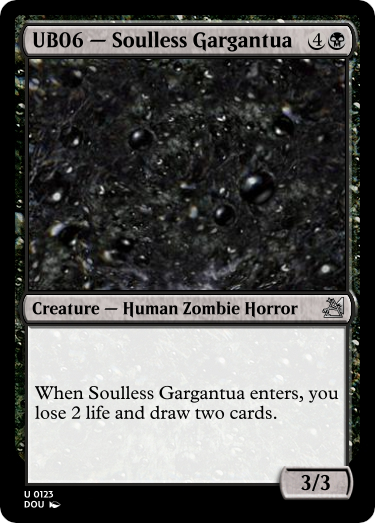 UB06 — Soulless Gargantua 4
Creature — Human Zombie Horror
When Soulless Gargantua enters, you
lose 2 life and draw two cards.
3/3
U 0123
DOU